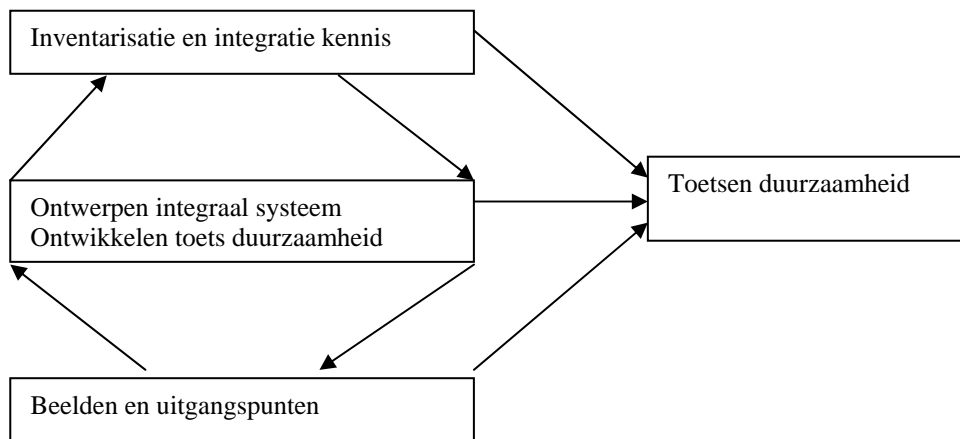 Inventarisatie en integratie kennis
Ontwerpen integraal systeem
Ontwikkelen toets duurzaamheid
Toetsen duurzaamheid
Beelden en uitgangspunten